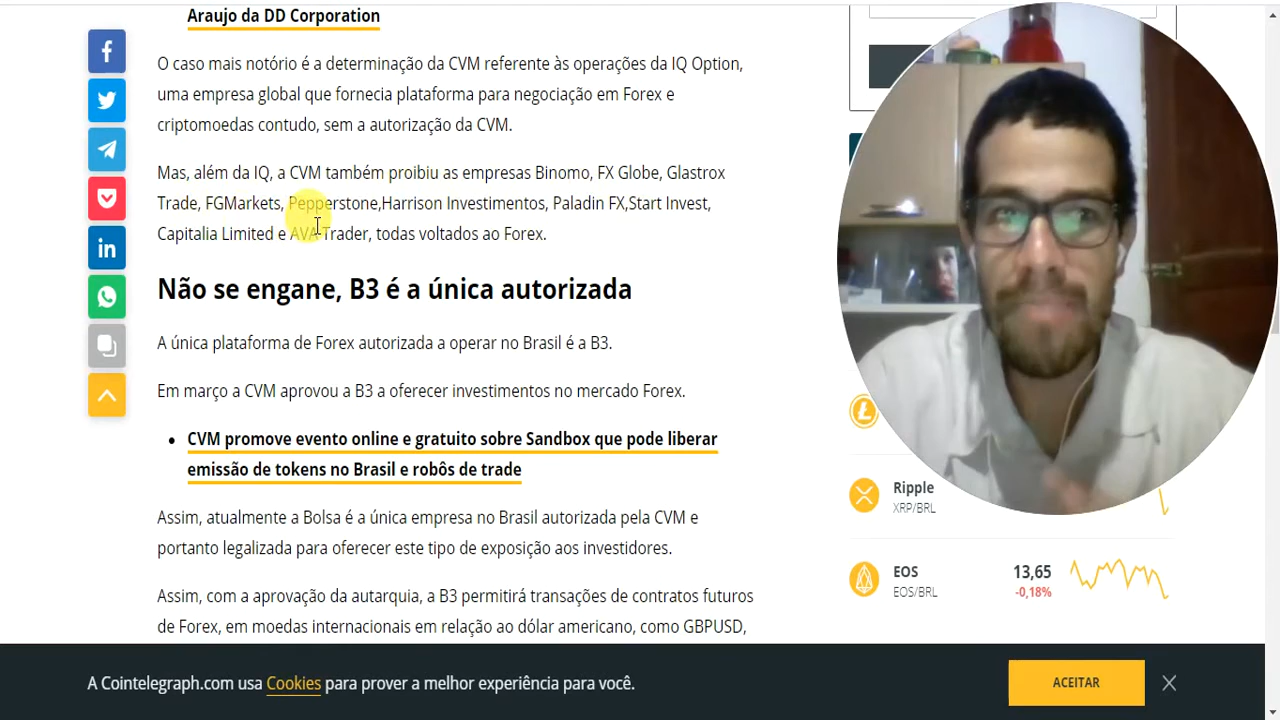 Araujo da DD Corporation
O caso mais notório é a determinação da CVM referente às operações da IQ Option,
uma empresa global que fornecia plataforma para negociação em Forex e
criptomoedas contudo, sem a autorização da CVM.
Mas, além da IQ, a CVM também proibiu as empresas Binomo, FX Globe, Glastrox
Trade, FGMarkets, Pepperstone,Harrison Investimentos, Paladin FX,Start Invest,
Capitalia Limited e AVA Trader, todas voltados ao Forex.
Não se engane, B3 é a única autorizada
A única plataforma de Forex autorizada a operar no Brasil é a B3.
Em março a CVM aprovou a B3 a oferecer investimentos no mercado Forex.
• CVM promove evento online e gratuito sobre Sandbox que pode liberar
emissão de tokens no Brasil e robôs de trade
Assim, atualmente a Bolsa é a única empresa no Brasil autorizada pela CVM e
portanto legalizada para oferecer este tipo de exposição aos investidores.
Assim, com a aprovação da autarquia, a B3 permitirá transações de contratos futuros
de Forex, em moedas internacionais em relação ao dólar americano, como GBPUSD,
Ripple
XRP/BRL
EOS 13,65
EOS/BRL -0,18%
A Cointelegraph.com usa Cookies para prover a melhor experiência para você.
ACEITAR